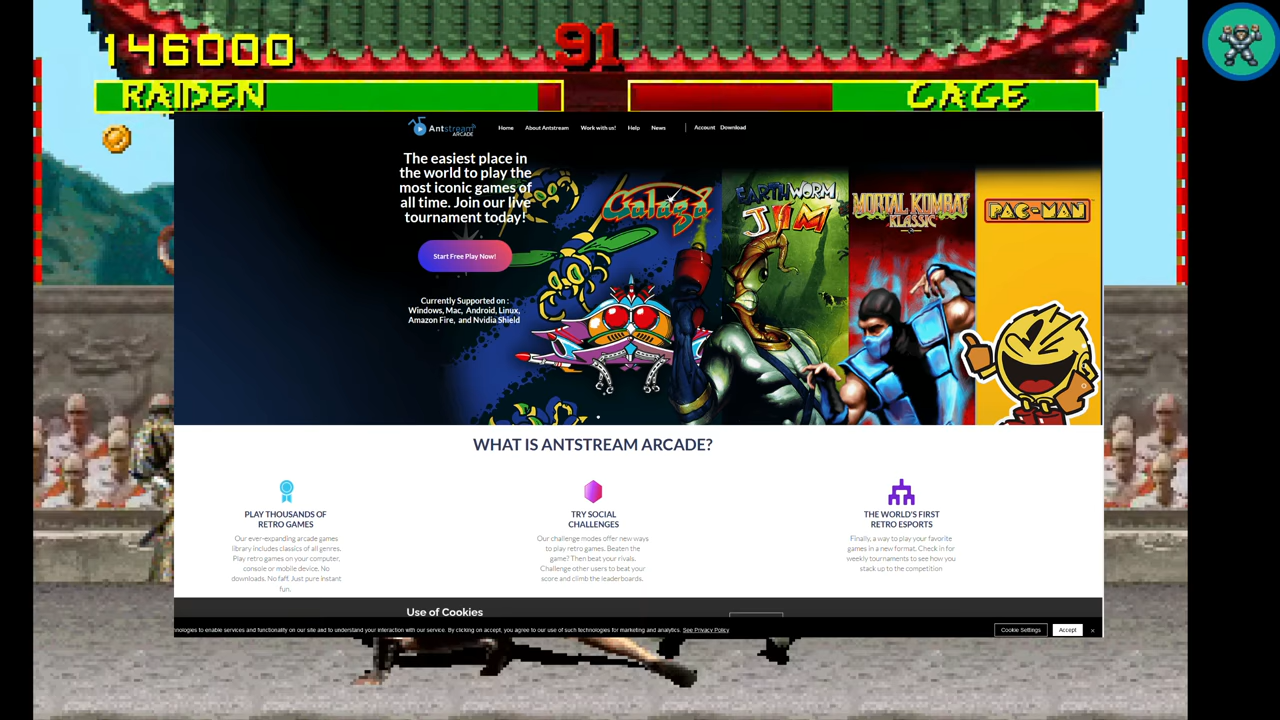 146000
91
RAIDEN
CAGE
Antstream
ARCADE
Home
About Antstream
Work with us!
Help
News
Account
Download
The easiest place in
the world to play the
most iconic games of
all time. Join our live
tournament today!
Start Free Play Now!
Currently Supported on :
Windows, Mac, Android, Linux,
Amazon Fire, and Nvidia Shield
Galaga
EARTHWORM
JIM
MORTAL KOMBAT
KLASSIC
PAC-MAN
WHAT IS ANTSTREAM ARCADE?
PLAY THOUSANDS OF
RETRO GAMES
Our ever-expanding arcade games
library includes classics of all genres.
Play retro games on your computer,
console or mobile device. No
downloads. No faff. Just pure instant
fun.
TRY SOCIAL
CHALLENGES
Our challenge modes offer new ways
to play retro games. Beaten the
game? Then beat your rivals.
Challenge other users to beat your
score and climb the leaderboards.
THE WORLD'S FIRST
RETRO ESPORTS
Finally, a way to play your favorite
games in a new format. Check in for
weekly tournaments to see how you
stack up to the competition
Use of Cookies
nologies to enable services and functionality on our site and to understand your interaction with our service. By clicking on accept, you agree to our use of such technologies for marketing and analytics. See Privacy Policy
Cookie Settings
Accept
×